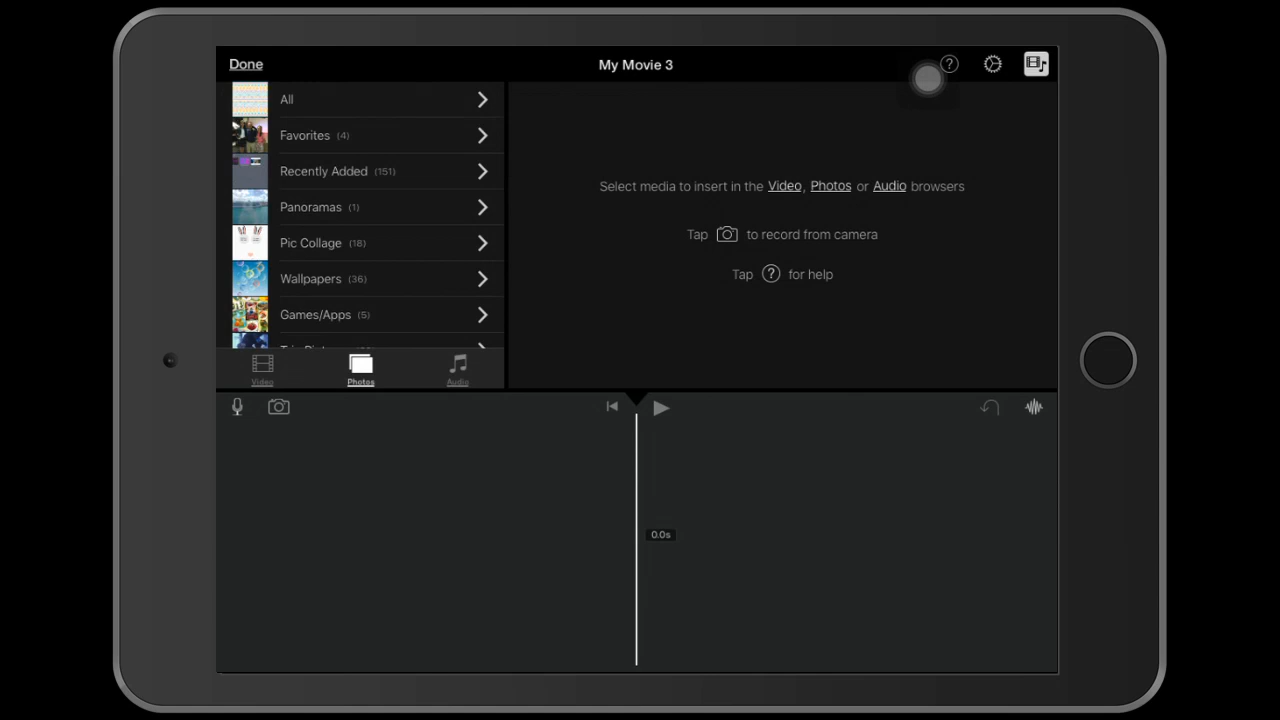 Done
My Movie 3
?
All
Favorites (4)
Recently Added (151)
Panoramas (1)
Pic Collage (18)
Wallpapers (36)
Games/Apps (5)
Video
Photos
Audio
Select media to insert in the Video, Photos or Audio browsers
Tap to record from camera
Tap ? for help
0.0s